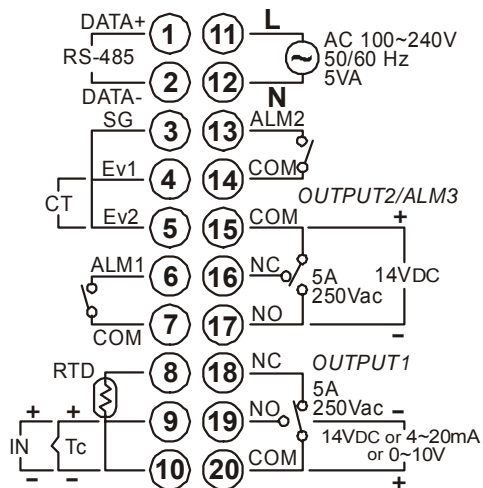 DATA+ 1 11 L
RS-485 AC 100~240V
50/60 Hz
5VA
DATA- 2 12 N
SG 3 13 ALM2
Ev1 4 14 COM
CT
OUTPUT2/ALM3
Ev2 5 15 COM +
ALM1 6 16 NC 5A 14VDC
250Vac
COM 7 17 NO -
RTD 8 18 NC OUTPUT1
5A
+ + 9 19 NO 250Vac -
IN Tc 14VDC or 4~20mA
or 0~10V
- - 10 20 COM +